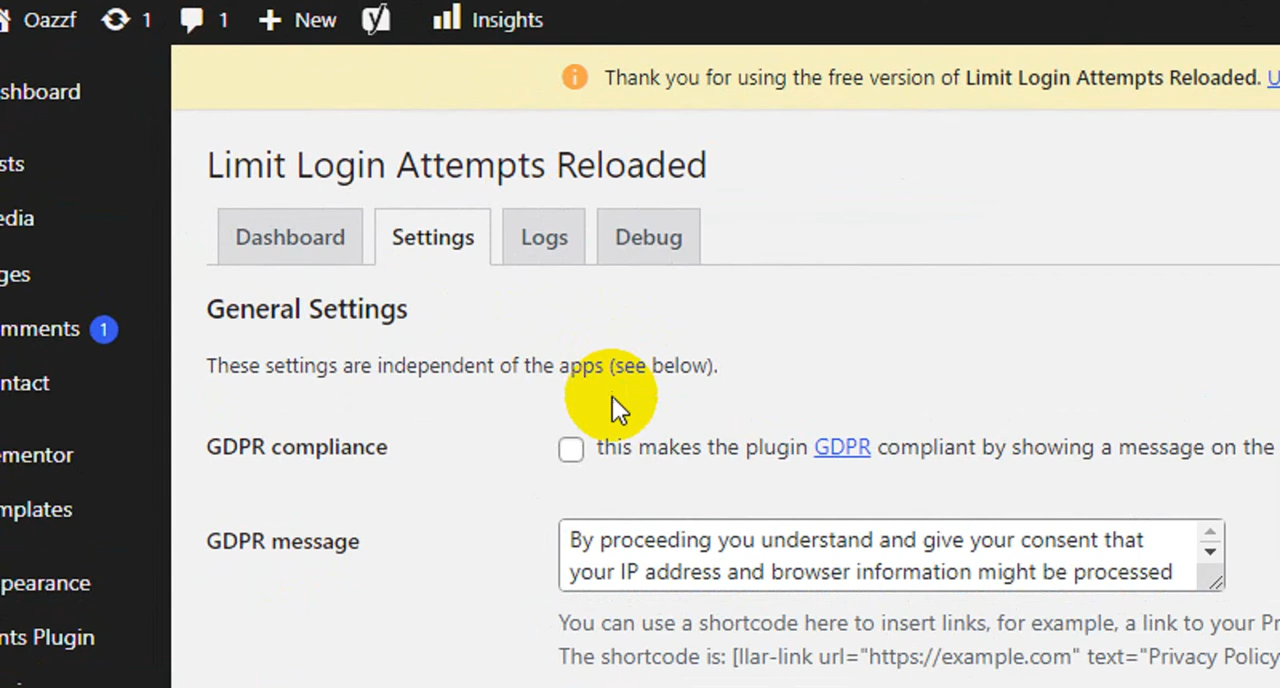 Oazzf 1 1 New Insights
Thank you for using the free version of Limit Login Attempts Reloaded. U
shboard
sts
edia
ges
mments 1
ntact
ementor
mplates
pearance
nts Plugin
Limit Login Attempts Reloaded
Dashboard Settings Logs Debug
General Settings
These settings are independent of the apps (see below).
GDPR compliance this makes the plugin GDPR compliant by showing a message on the
GDPR message By proceeding you understand and give your consent that
your IP address and browser information might be processed
You can use a shortcode here to insert links, for example, a link to your Pr
The shortcode is: [llar-link url="https://example.com" text="Privacy Policy